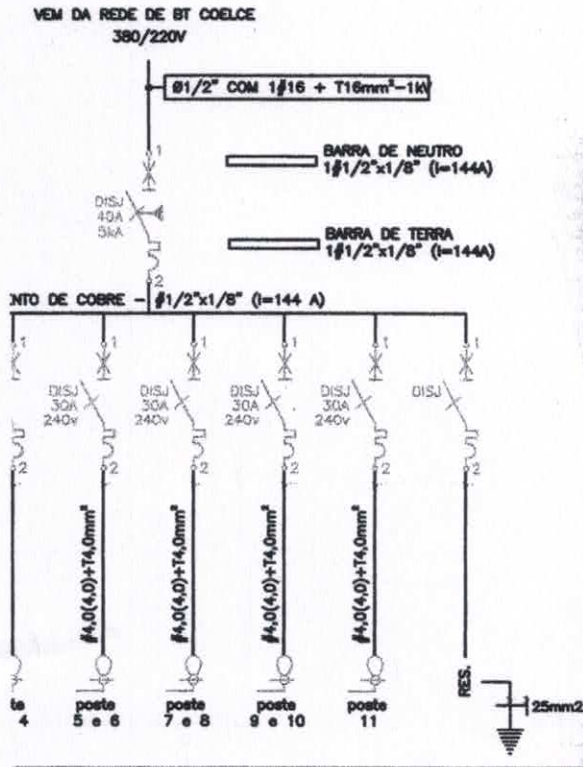 VEM DA REDE DE BT COELCE
380/220V
Ø1/2" COM 1#16 + T16mm²-1kV
1
BARRA DE NEUTRO
1#1/2"x1/8" (I=144A)
DISJ
40A
5kA
BARRA DE TERRA
1#1/2"x1/8" (I=144A)
2
NTO DE COBRE - #1/2"x1/8" (I=144 A)
1 1 1 1 1
DISJ DISJ DISJ DISJ DISJ
30A 30A 30A 30A
240v 240v 240v 240v
2 2 2 2 2
#4,0(4,0)+T4,0mm²
#4,0(4,0)+T4,0mm²
#4,0(4,0)+T4,0mm²
#4,0(4,0)+T4,0mm²
RES.
te poste poste poste poste
4 5 e 6 7 e 8 9 e 10 11
25mm2